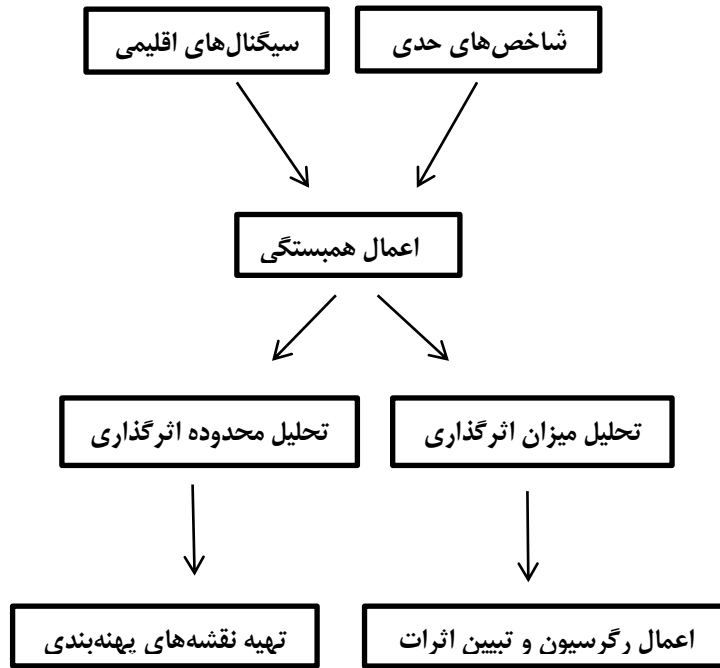 شاخص‌های حدی
سیگنال‌های اقلیمی
اعمال همبستگی
تحلیل میزان اثرگذاری
تحلیل محدوده اثرگذاری
اعمال رگرسیون و تبیین اثرات
تهیه نقشه‌های پهنه‌بندی